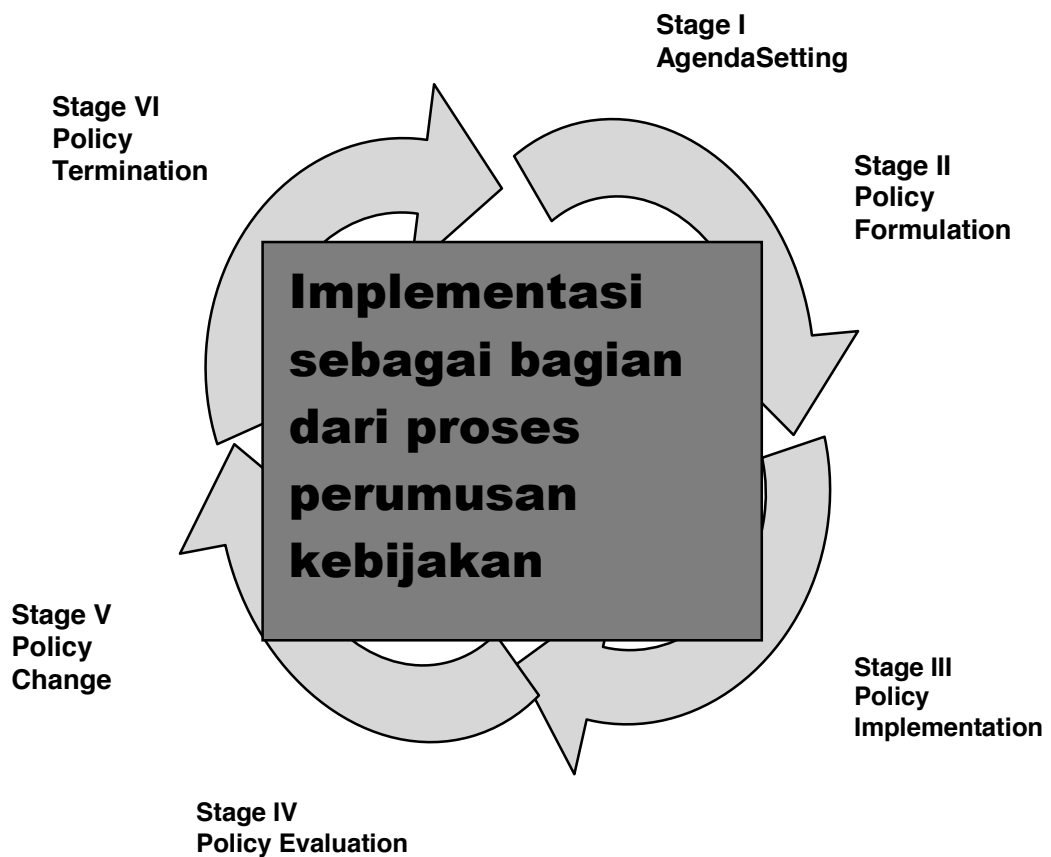 Stage I
AgendaSetting
Stage II
Policy
Formulation
Stage III
Policy
Implementation
Stage IV
Policy Evaluation
Stage V
Policy
Change
Stage VI
Policy
Termination
Implementasi
sebagai bagian
dari proses
perumusan
kebijakan